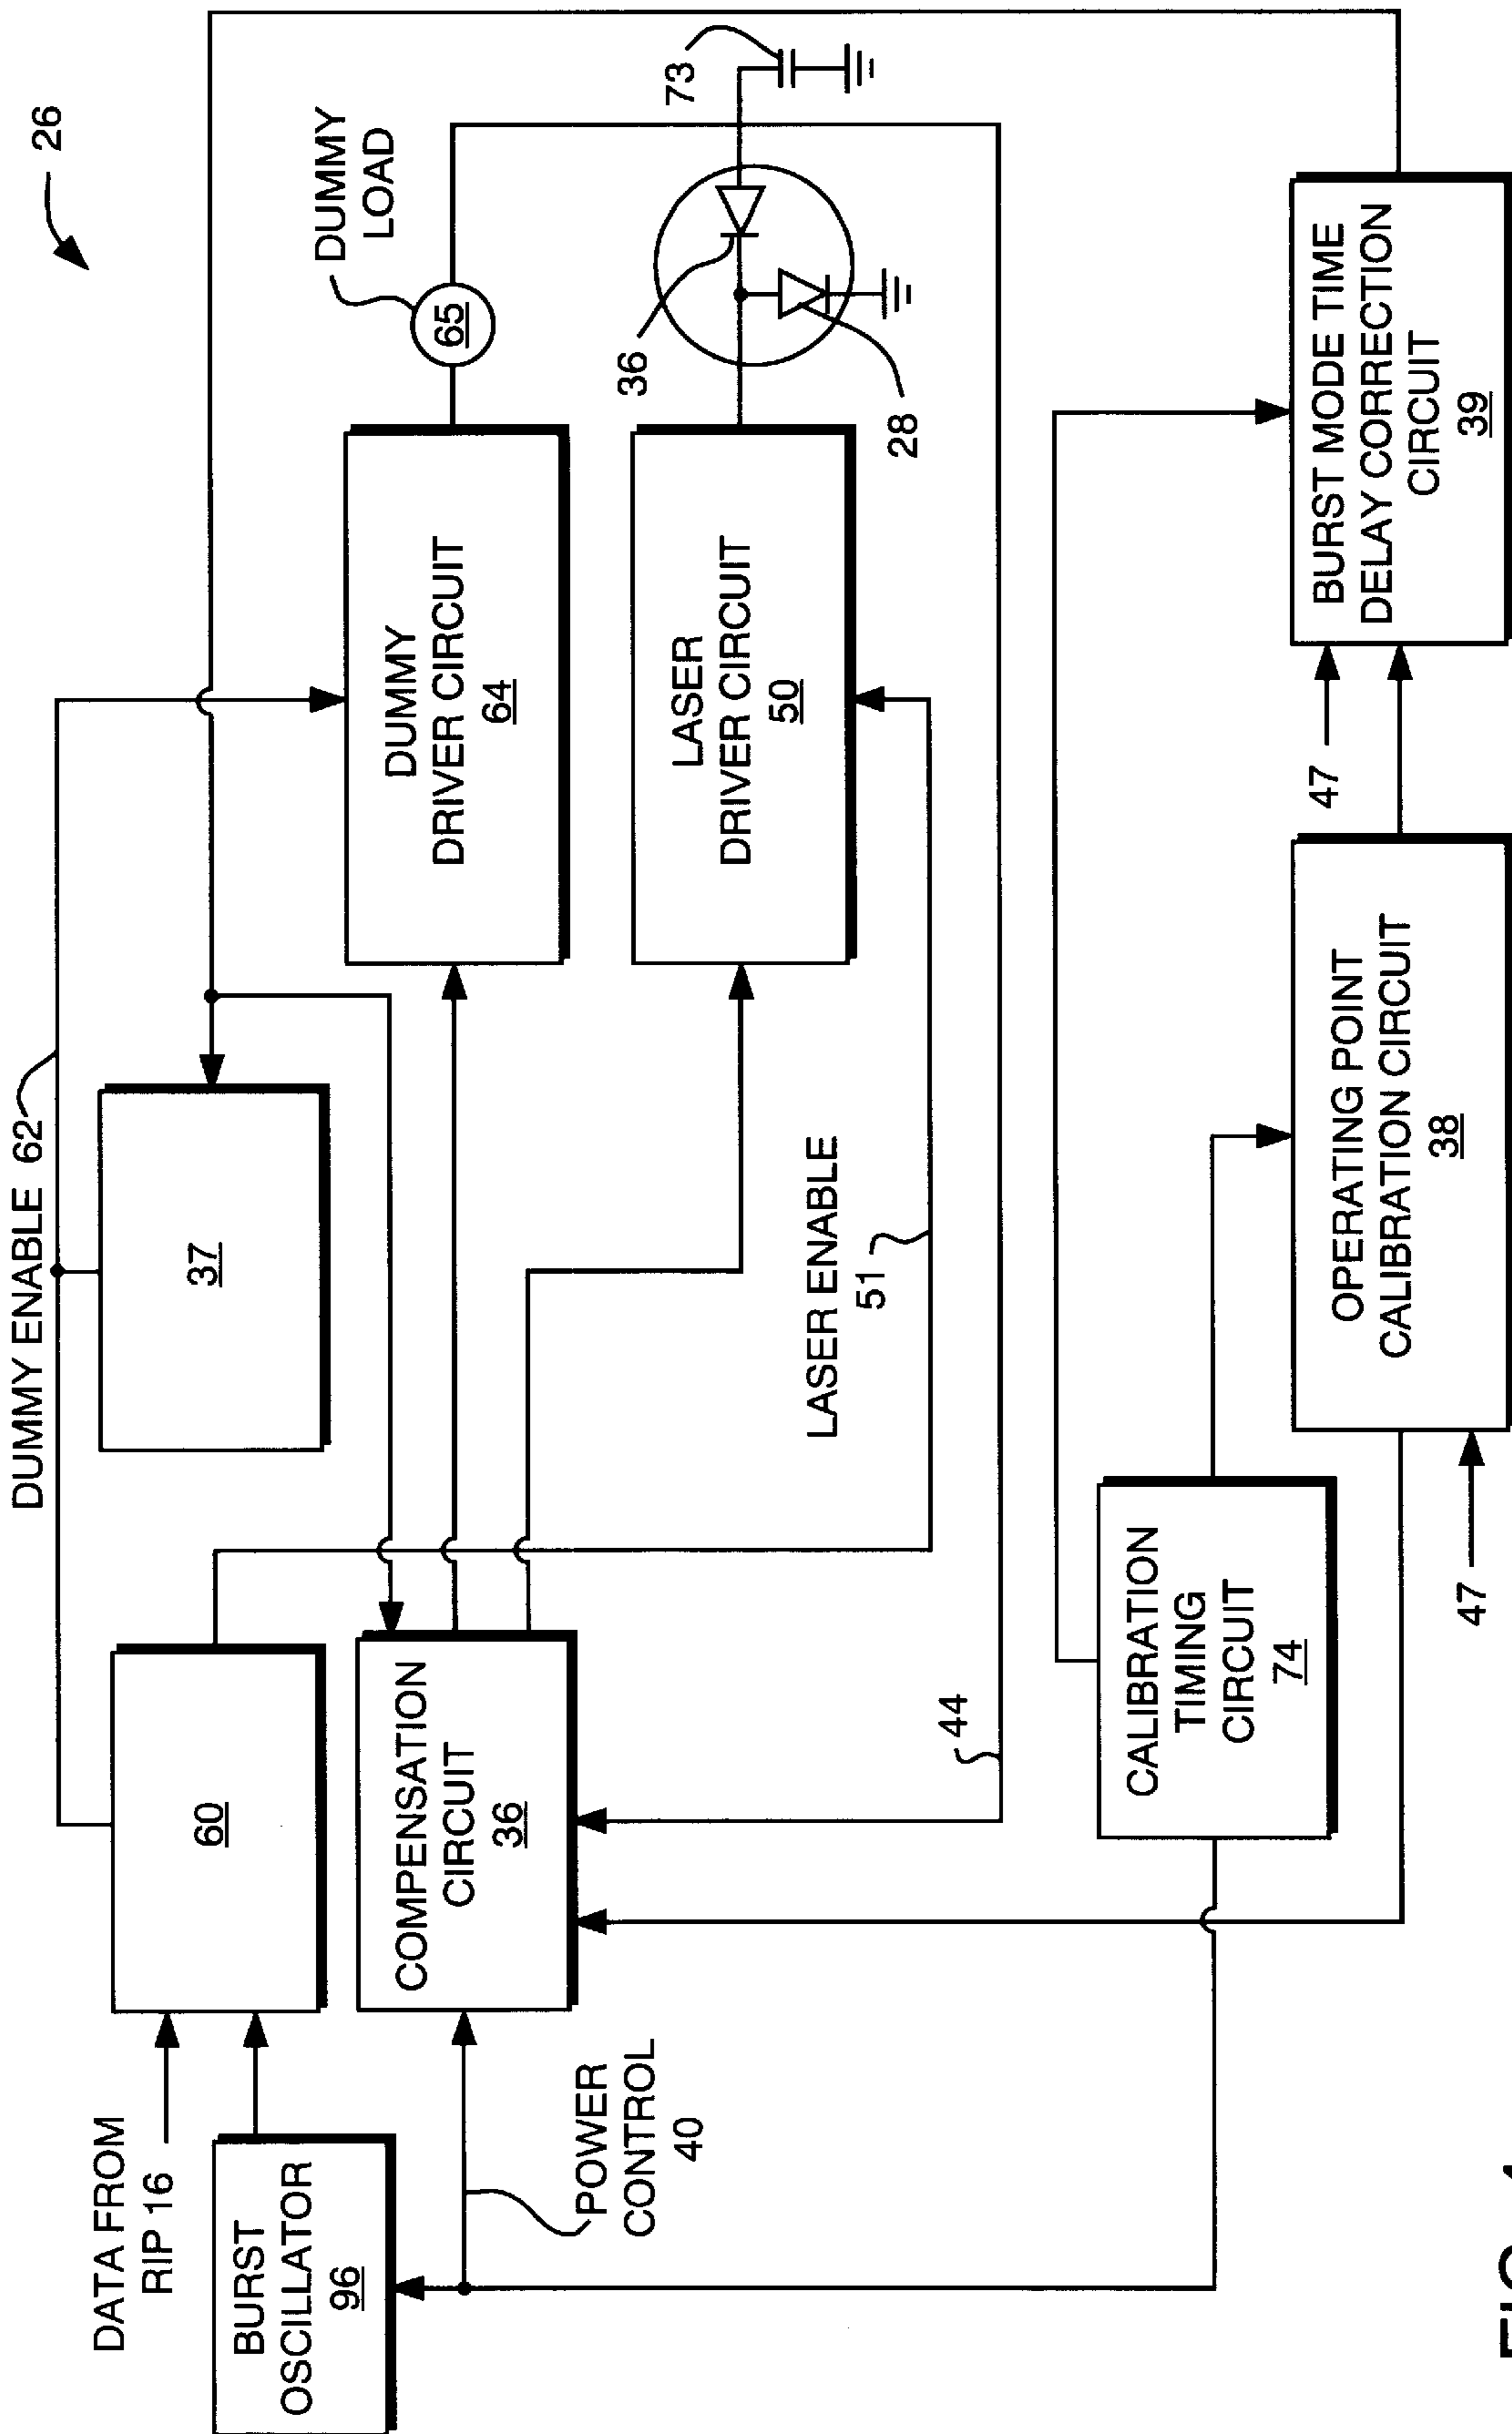 26
DUMMY ENABLE 62
DATA FROM
RIP 16
60
37
DUMMY
LOAD
65
73
BURST
OSCILLATOR
96
COMPENSATION
CIRCUIT
36
DUMMY
DRIVER CIRCUIT
64
POWER
CONTROL
40
LASER
DRIVER CIRCUIT
50
36
28
LASER ENABLE
51
44
CALIBRATION
TIMING
CIRCUIT
74
47
OPERATING POINT
CALIBRATION CIRCUIT
38
47
BURST MODE TIME
DELAY CORRECTION
CIRCUIT
39